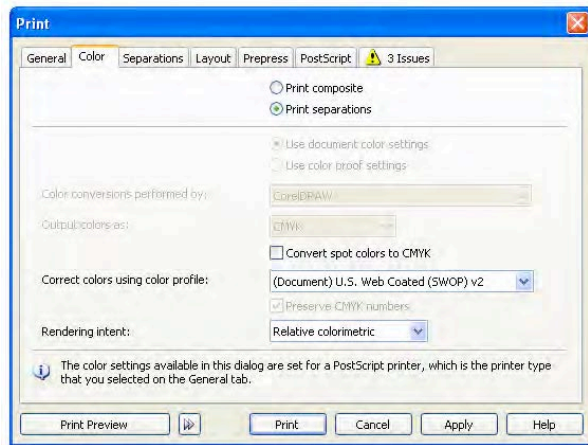 Print
General Color Separations Layout Prepress PostScript 3 Issues
Print composite
Print separations
Use document color settings
Use color proof settings
Color conversions performed by: CorelDRAW
Output colors as: CMYK
Convert spot colors to CMYK
Correct colors using color profile: (Document) U.S. Web Coated (SWOP) v2
Preserve CMYK numbers
Rendering intent: Relative colorimetric
The color settings available in this dialog are set for a PostScript printer, which is the printer type
that you selected on the General tab.
Print Preview Print Cancel Apply Help